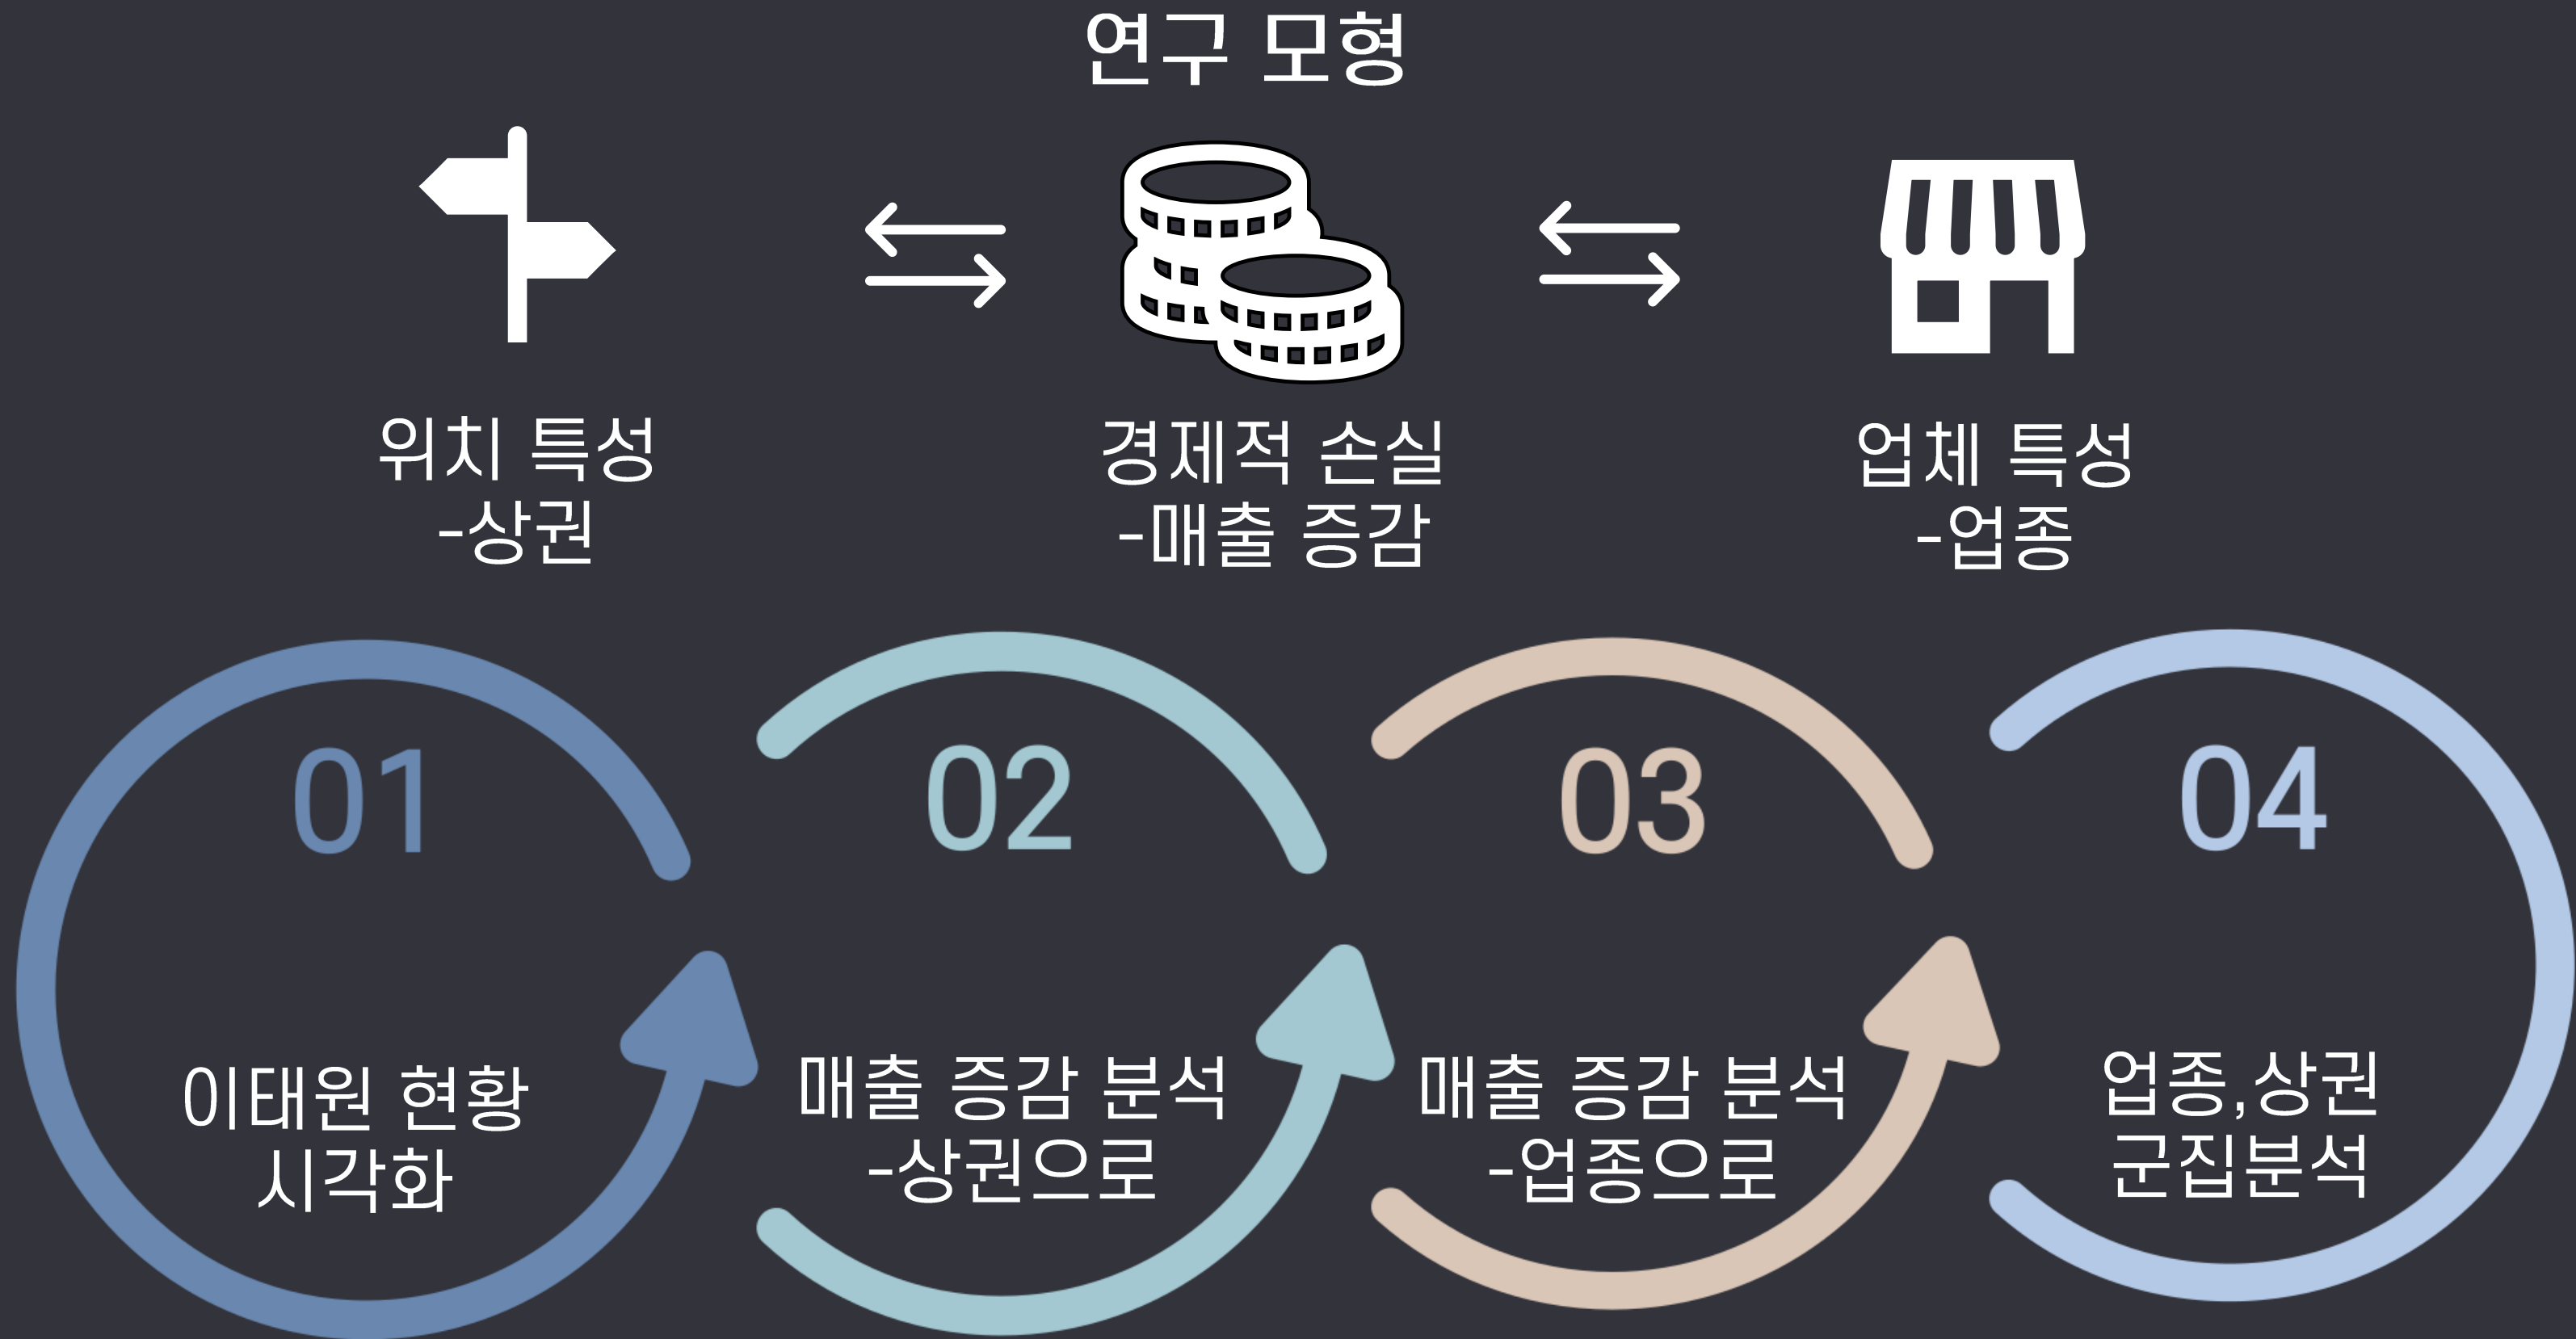 연구 모형
위치 특성
-상권
경제적 손실
-매출 증감
업체 특성
-업종
01
이태원 현황
시각화
02
매출 증감 분석
-상권으로
03
매출 증감 분석
-업종으로
04
업종,상권
군집분석